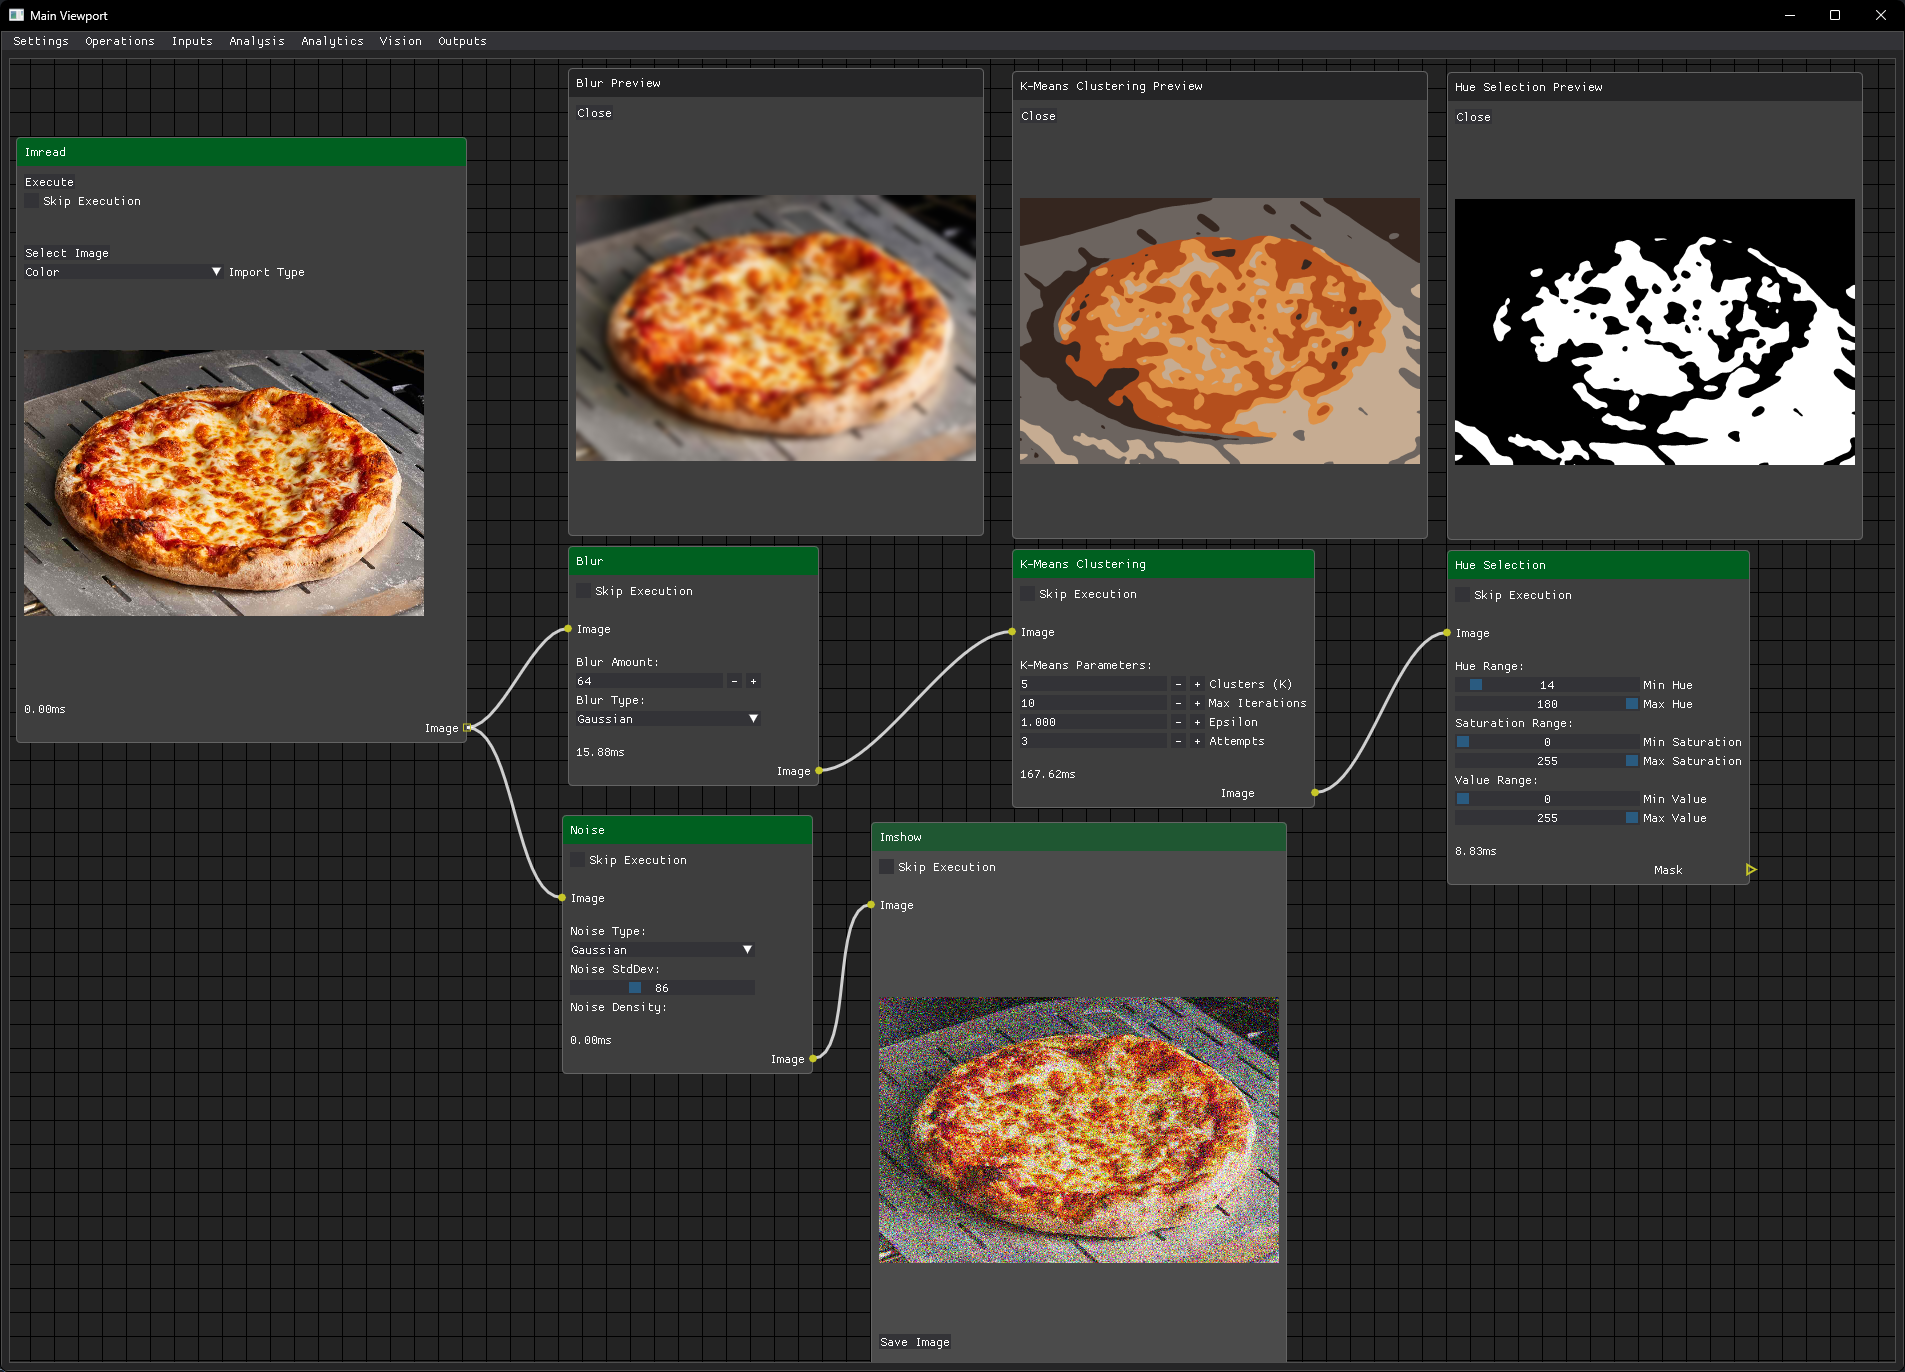 Main Viewport
Settings Operations Inputs Analysis Analytics Vision Outputs
Imread
Execute
Skip Execution
Select Image
Color Import Type
0.00ms
Image
Blur Preview
Close
K-Means Clustering Preview
Close
Hue Selection Preview
Close
Blur
Skip Execution
Image
Blur Amount:
64 - +
Blur Type:
Gaussian
15.88ms
Image
K-Means Clustering
Skip Execution
Image
K-Means Parameters:
5 - + Clusters (K)
10 - + Max Iterations
1.000 - + Epsilon
3 - + Attempts
167.62ms
Image
Hue Selection
Skip Execution
Image
Hue Range:
14 Min Hue
180 Max Hue
Saturation Range:
0 Min Saturation
255 Max Saturation
Value Range:
0 Min Value
255 Max Value
8.83ms
Mask
Noise
Skip Execution
Image
Noise Type:
Gaussian
Noise StdDev:
86
Noise Density:
0.00ms
Image
Imshow
Skip Execution
Image
Save Image